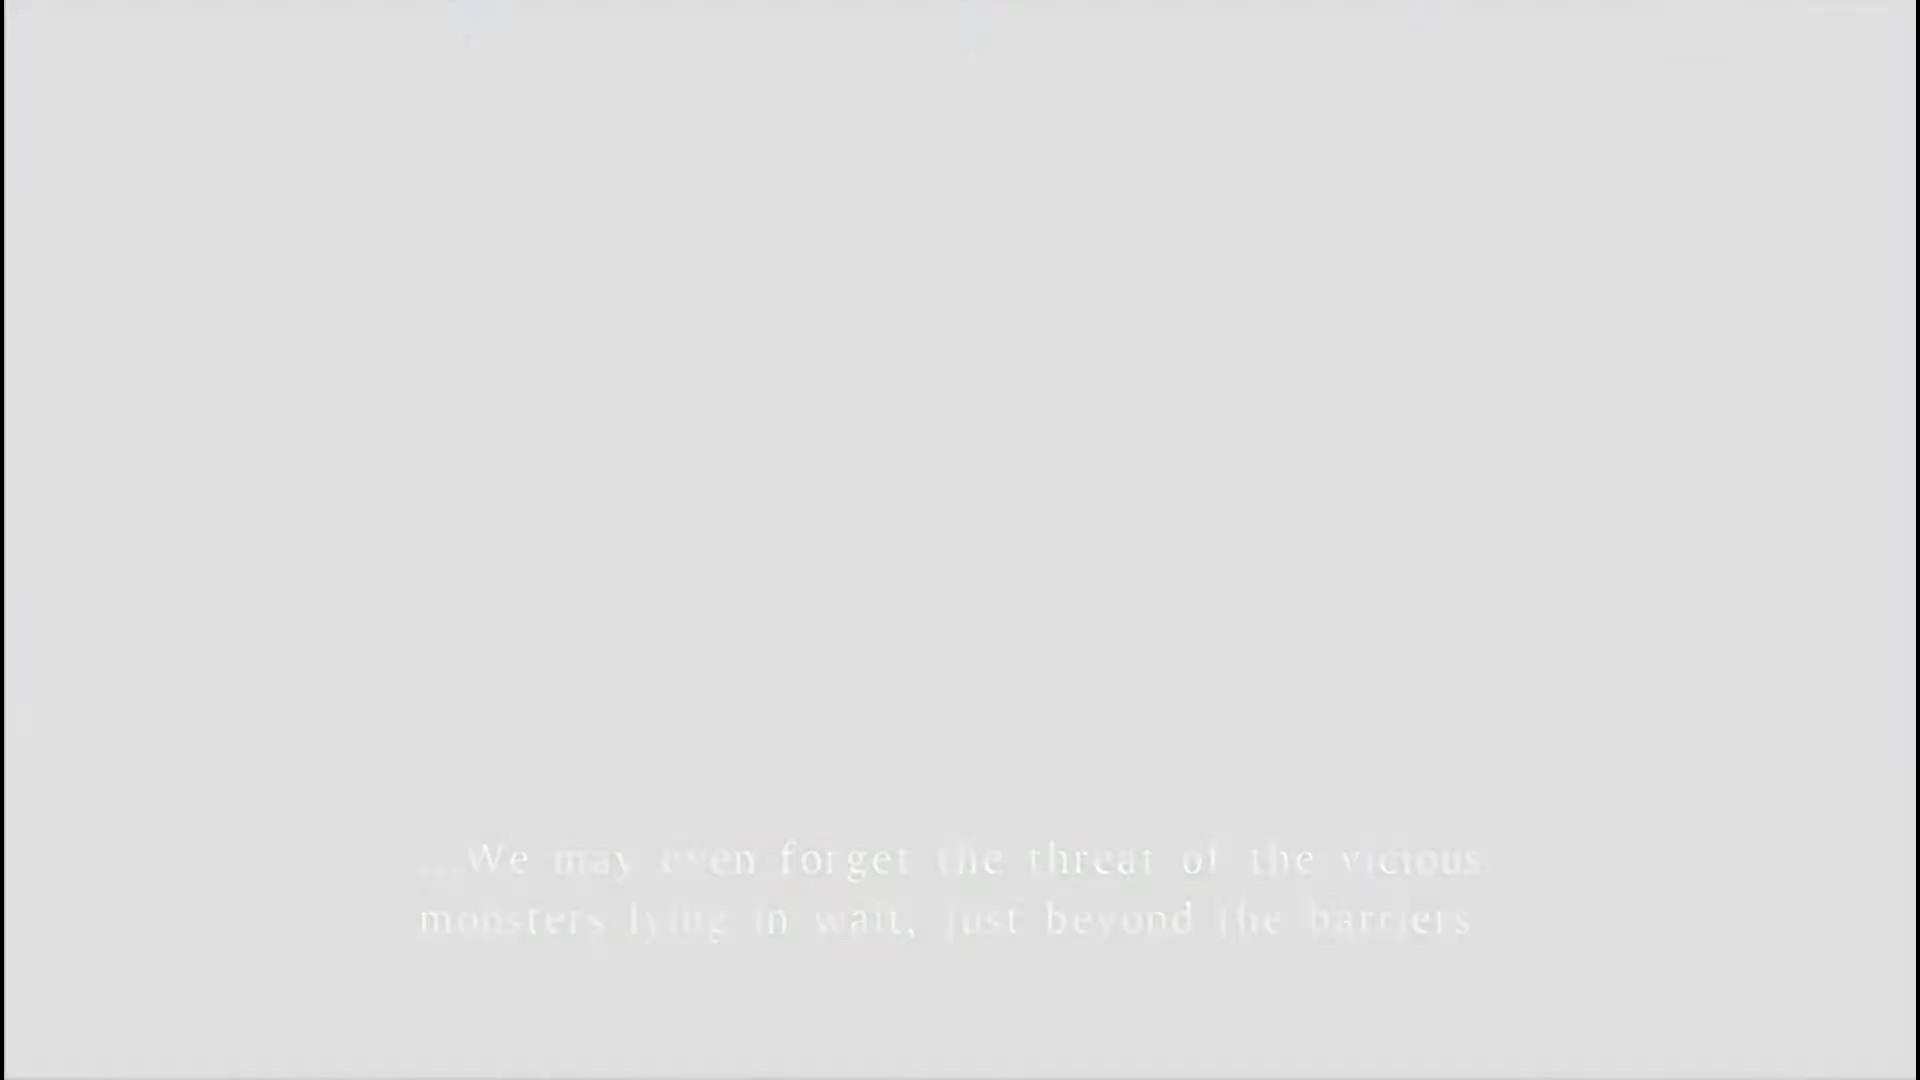 ...We may even forget the threat of the vicious
monsters lying in wait, just beyond the barriers